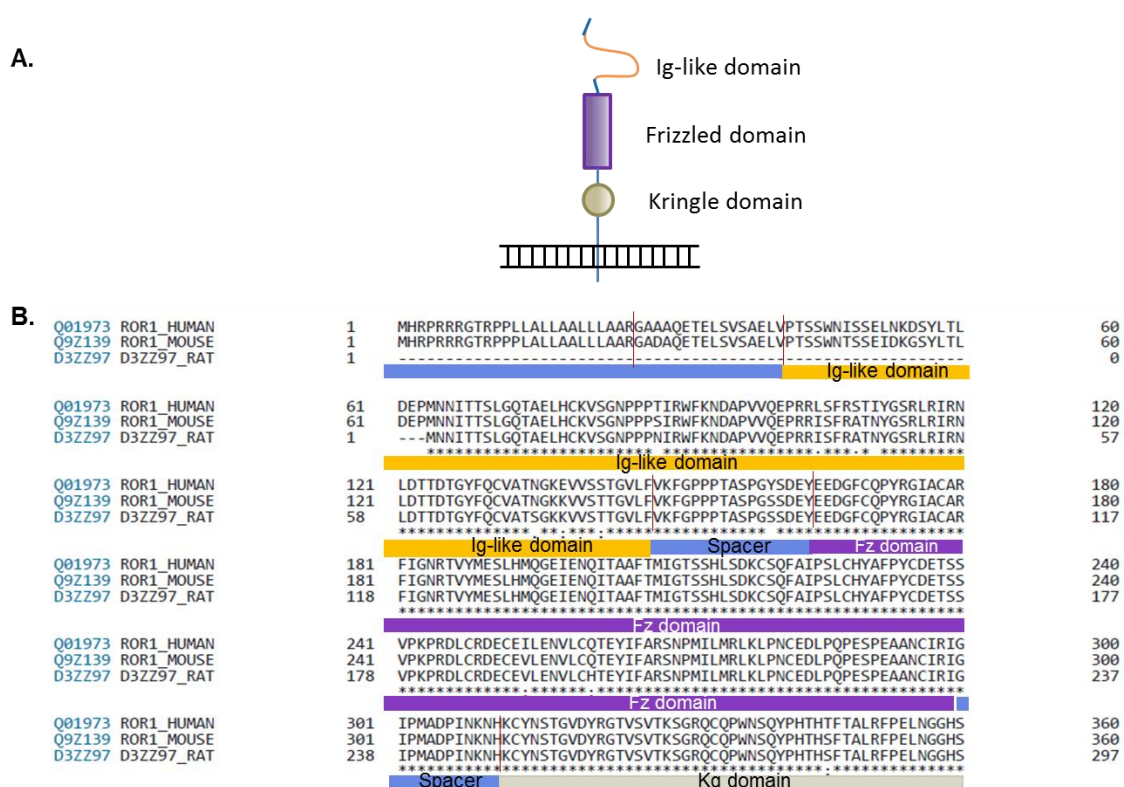 A.
Ig-like domain
Frizzled domain
Kringle domain
B.
Q01973 ROR1_HUMAN 1 MHRPRRRGTRPPLLALLAALLLAARGAAAQETELSVSAELVPTSSWNISSELNKDSYLTL 60
Q9Z139 ROR1_MOUSE 1 MHRPRRRGTRPPPLALLAALLLAARGADAQETELSVSAELVPTSSWNTSSEIDKGSYLTL 60
D3ZZ97 D3ZZ97_RAT 1 ------------------------------------------------------------ 0
Ig-like domain
Q01973 ROR1_HUMAN 61 DEPMNNITTSLGQTAELHCKVSGNPPPTIRWFKNDAPVVQEPRRLSFRSTIYGSRLRIRN 120
Q9Z139 ROR1_MOUSE 61 DEPMNNITTSLGQTAELHCKVSGNPPPSIRWFKNDAPVVQEPRRISFRATNYGSRLRIRN 120
D3ZZ97 D3ZZ97_RAT 1 ---MNNITTSLGQTAELHCKVSGNPPPNIRWFKNDAPVVQEPRRISFRATNYGSRLRIRN 57
************************ ****************:***:* *********
Ig-like domain
Q01973 ROR1_HUMAN 121 LDTTDTGYFQCVATNGKEVVSSTGVLFVKFGPPPTASPGYSDEYEEDGFCQPYRGIACAR 180
Q9Z139 ROR1_MOUSE 121 LDTTDTGYFQCVATNGKKVVSTTGVLFVKFGPPPTASPGSSDEYEEDGFCQPYRGIACAR 180
D3ZZ97 D3ZZ97_RAT 58 LDTTDTGYFQCVATSGKKVVSTTGVLFVKFGPPPTASPGSSDEYEEDGFCQPYRGIACAR 117
************** **:***:***************** ********************
Ig-like domain Spacer Fz domain
Q01973 ROR1_HUMAN 181 FIGNRTVYMESLHMQGEIENQITAAFTMIGTSSHLSDKCSQFAIPSLCHYAFPYCDETSS 240
Q9Z139 ROR1_MOUSE 181 FIGNRTVYMESLHMQGEIENQITAAFTMIGTSSHLSDKCSQFAIPSLCHYAFPYCDETSS 240
D3ZZ97 D3ZZ97_RAT 118 FIGNRTVYMESLHMQGEIENQITAAFTMIGTSSHLSDKCSQFAIPSLCHYAFPYCDETSS 177
************************************************************
Fz domain
Q01973 ROR1_HUMAN 241 VPKPRDLCRDECEILENVLCQTEYIFARSNPMILMRLKLPNCEDLPQPESPEAANCIRIG 300
Q9Z139 ROR1_MOUSE 241 VPKPRDLCRDECEVLENVLCQTEYIFARSNPMILMRLKLPNCEDLPQPESPEAANCIRIG 300
D3ZZ97 D3ZZ97_RAT 178 VPKPRDLCRDECEVLENVLCHTEYIFARSNPMILMRLKLPNCEDLPQPESPEAANCIRIG 237
*************:******:***************************************
Fz domain
Q01973 ROR1_HUMAN 301 IPMADPINKNHKCYNSTGVDYRGTVSVTKSGRQCQPWNSQYPHTHTFTALRFPELNGGHS 360
Q9Z139 ROR1_MOUSE 301 IPMADPINKNHKCYNSTGVDYRGTVSVTKSGRQCQPWNSQYPHTHSFTALRFPELNGGHS 360
D3ZZ97 D3ZZ97_RAT 238 IPMADPINKNHKCYNSTGVDYRGTVSVTKSGRQCQPWNSQYPHTHSFTALRFPELNGGHS 297
*********************************************:**************
Spacer Kg domain